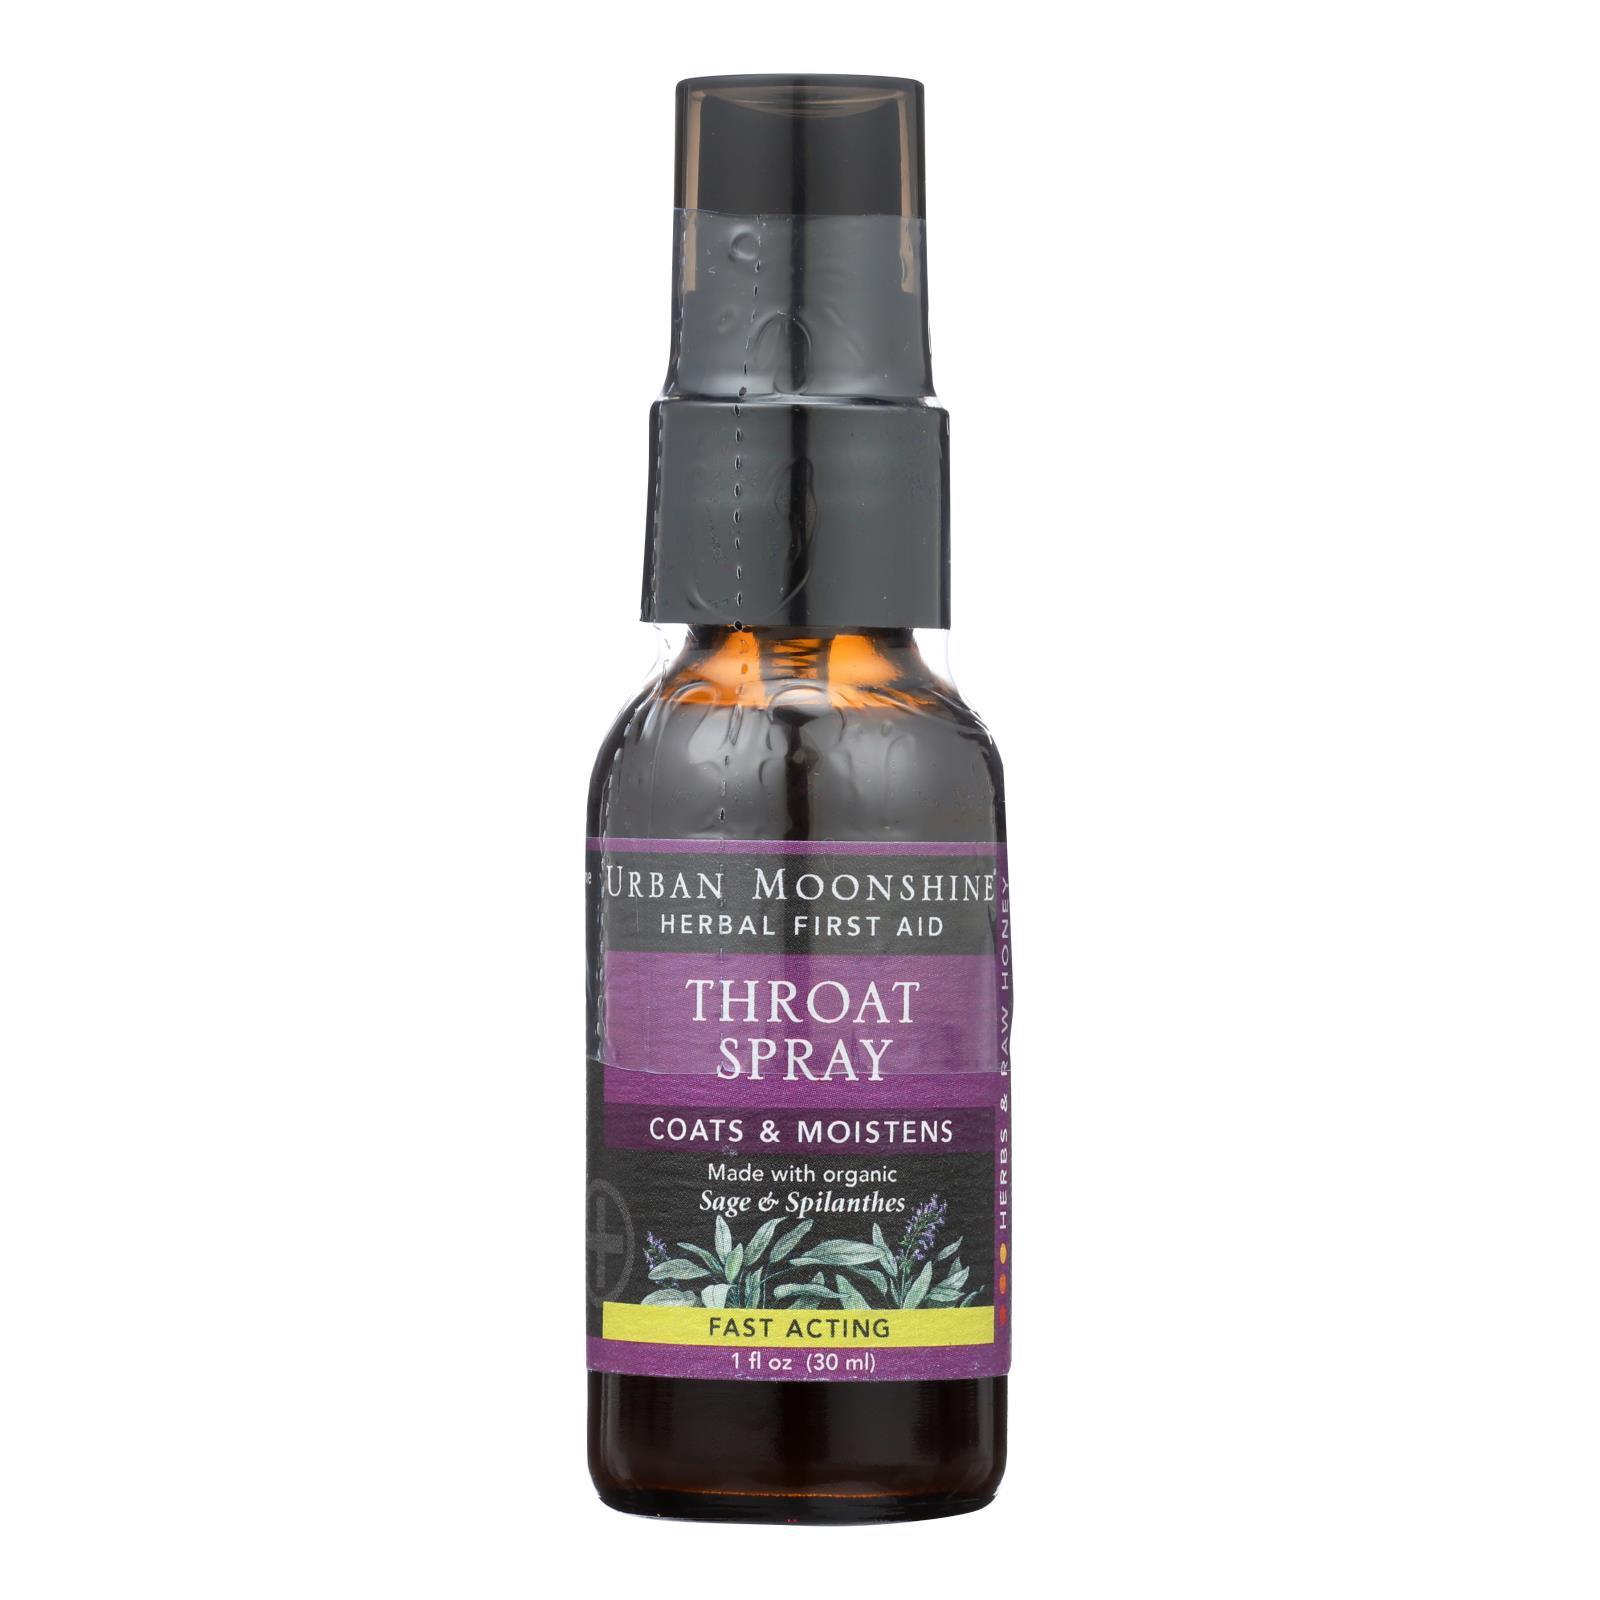 URBAN MOONSHINE
HERBAL FIRST AID
THROAT
SPRAY
COATS & MOISTENS
Made with organic
Sage & Spilanthes
FAST ACTING
1 fl oz (30 ml)
HERBS & RAW HONEY